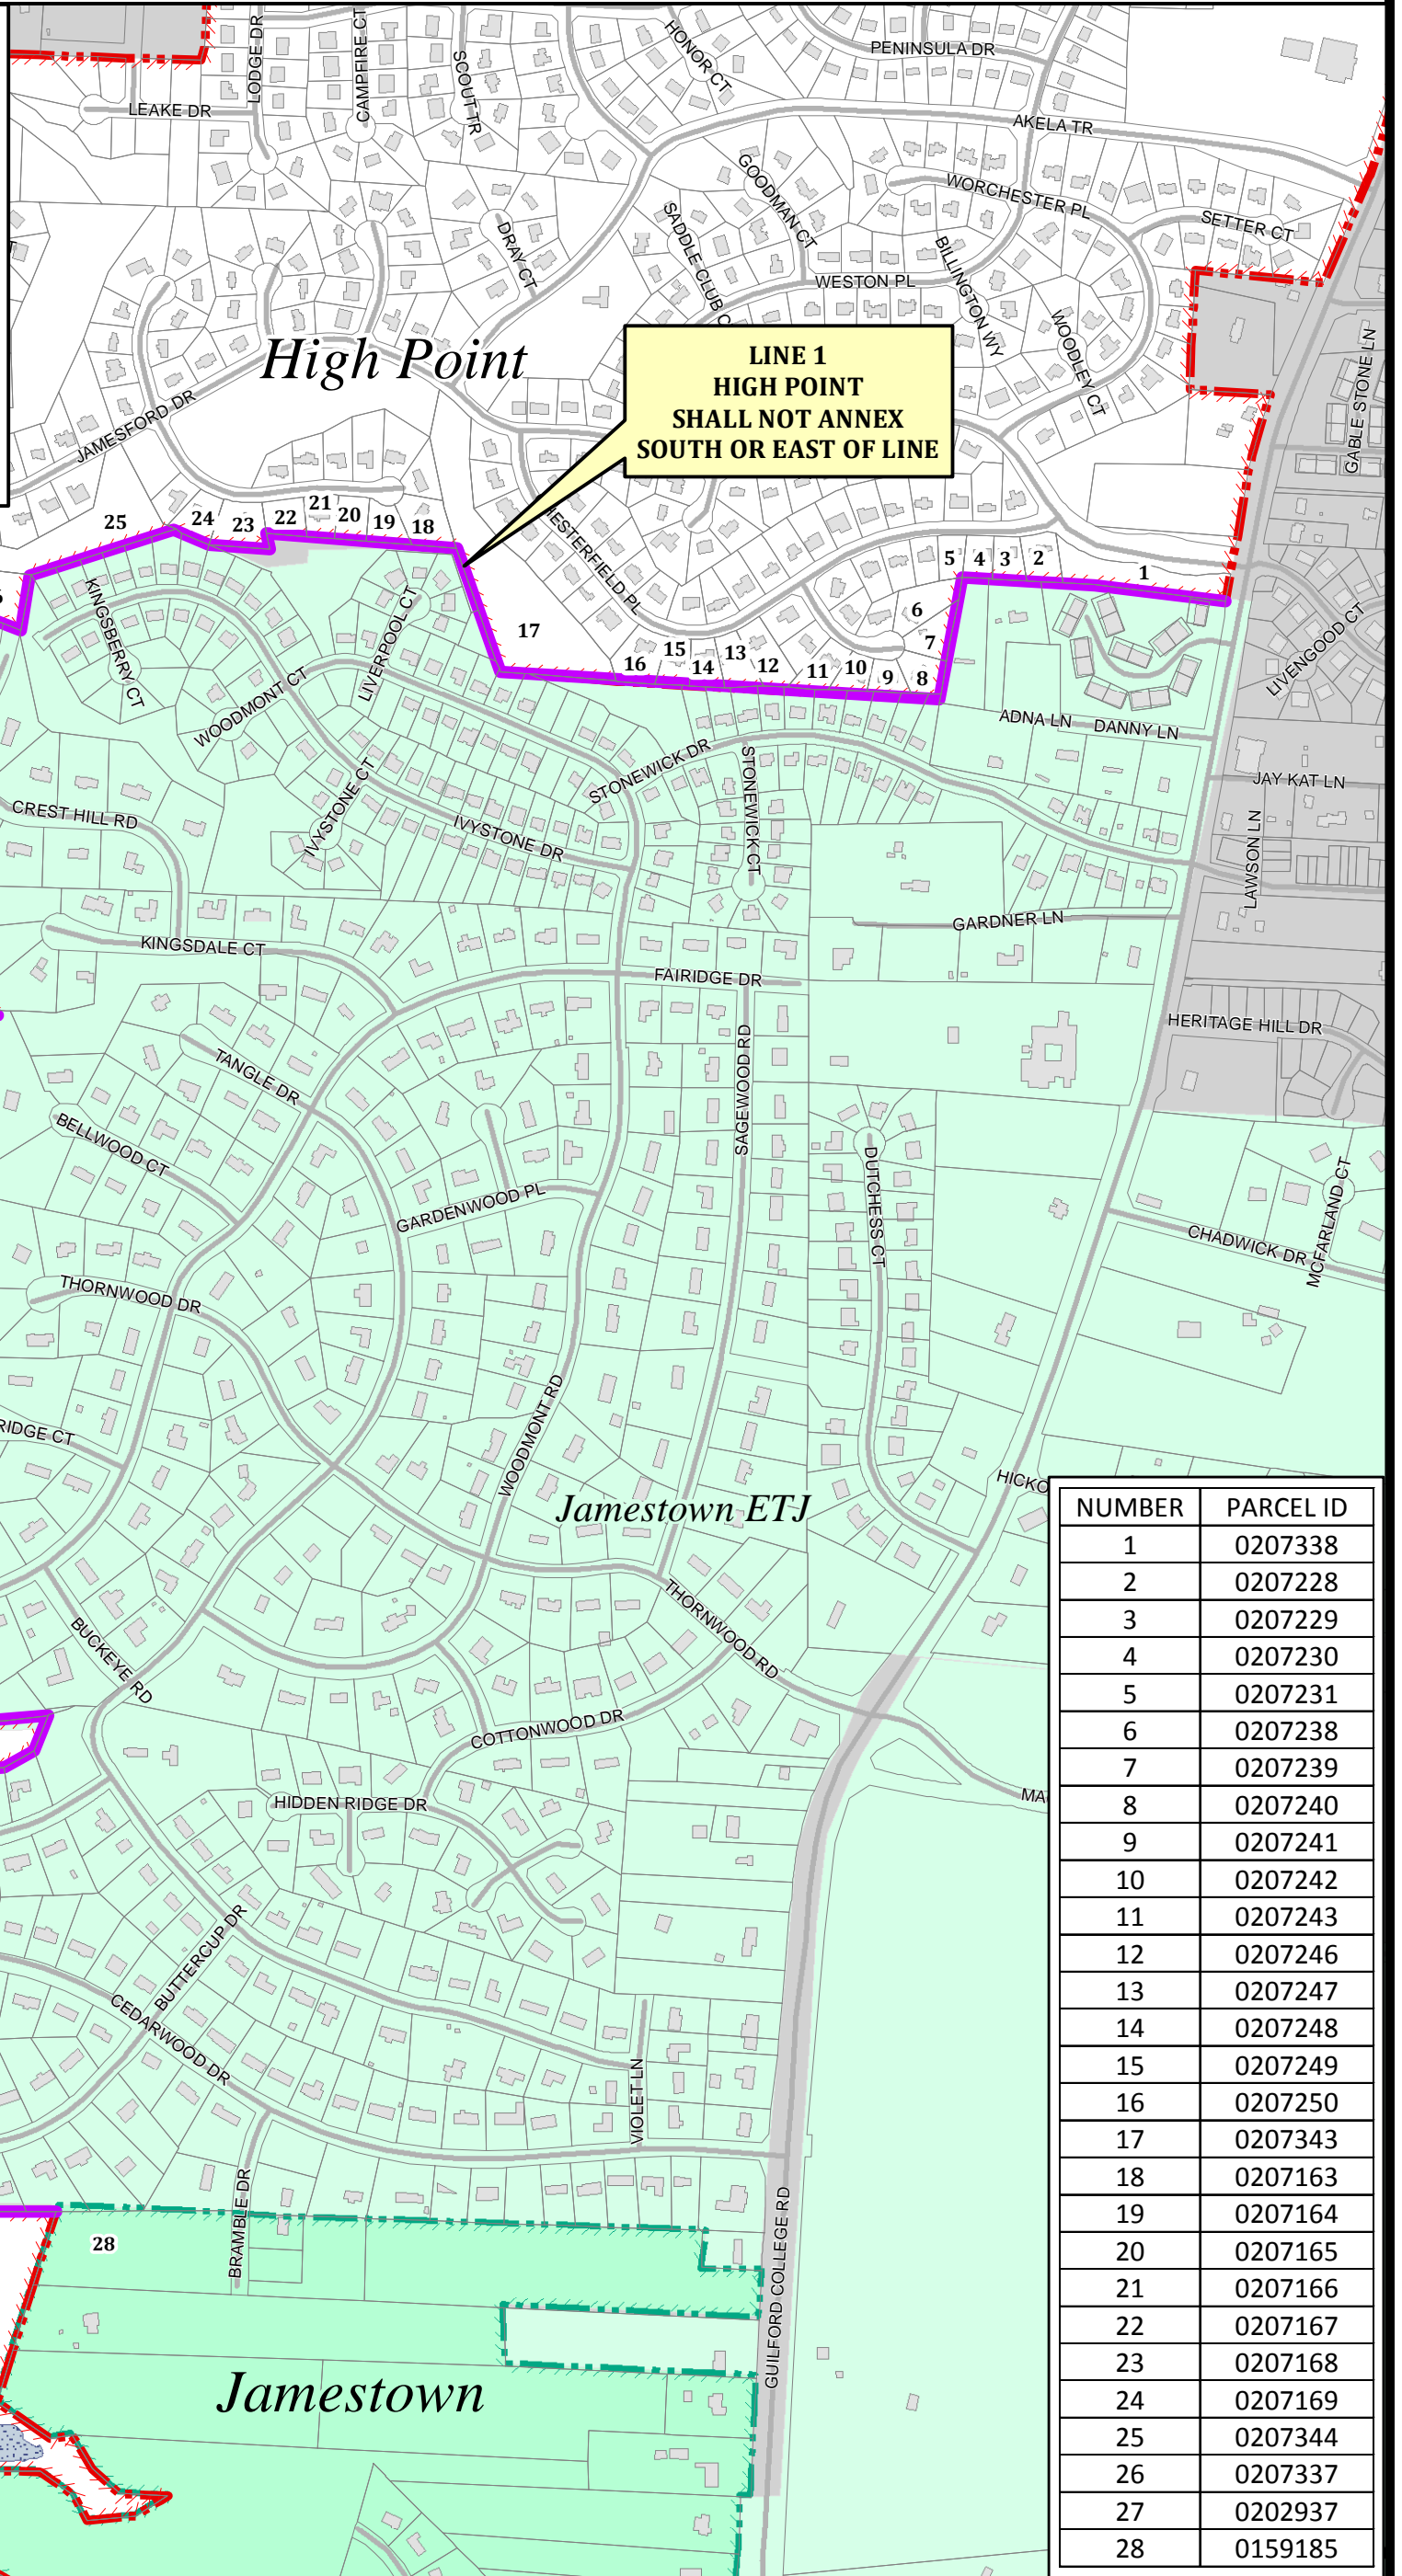 LODGE DR
CAMPFIRE CT
SCOUT TR
HONOR CT
PENINSULA DR
LEAKE DR
AKELA TR
GOODMAN CT
WORCHESTER PL
SADDLE CLUB C
DRAY CT
SETTER CT
BILLINGTON WY
WESTON PL
WOODLEY CT
GABLE STONE LN
High Point
LINE 1
HIGH POINT
SHALL NOT ANNEX
SOUTH OR EAST OF LINE
JAMESFORD DR
25
24
23
22
21
20
19
18
HESTERFIELD PL
5
4
3
2
1
6
7
17
16
15
14
13
12
11
10
9
8
KINGSBERRY CT
LIVERPOOL CT
WOODMONT CT
LIVENGOOD CT
ADNA LN
DANNY LN
STONEWICK DR
STONEWICK CT
IVYSTONE CT
IVYSTONE DR
JAY KAT LN
CREST HILL RD
LAWSON LN
GARDNER LN
KINGSDALE CT
FAIRIDGE DR
HERITAGE HILL DR
TANGLE DR
SAGEWOOD RD
BELLWOOD CT
DUTCHESS CT
GARDENWOOD PL
MCFARLAND CT
CHADWICK DR
THORNWOOD DR
RIDGE CT
WOODMONT RD
HICKO
Jamestown ETJ
THORNWOOD RD
BUCKEYE RD
COTTONWOOD DR
HIDDEN RIDGE DR
MA
BUTTERCUP DR
CEDARWOOD DR
VIOLET LN
BRAMBLE DR
28
GUILFORD COLLEGE RD
Jamestown
NUMBER PARCEL ID
1 0207338
2 0207228
3 0207229
4 0207230
5 0207231
6 0207238
7 0207239
8 0207240
9 0207241
10 0207242
11 0207243
12 0207246
13 0207247
14 0207248
15 0207249
16 0207250
17 0207343
18 0207163
19 0207164
20 0207165
21 0207166
22 0207167
23 0207168
24 0207169
25 0207344
26 0207337
27 0202937
28 0159185